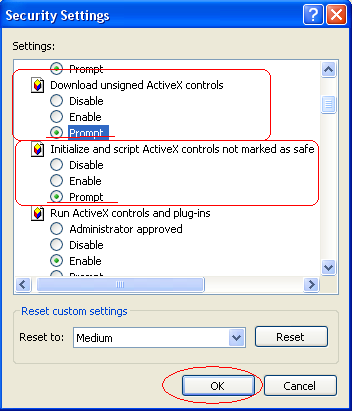 Security Settings
Settings:
Prompt
Download unsigned ActiveX controls
Disable
Enable
Prompt
Initialize and script ActiveX controls not marked as safe
Disable
Enable
Prompt
Run ActiveX controls and plug-ins
Administrator approved
Disable
Enable
Prompt
Reset custom settings
Reset to: Medium Reset
OK Cancel